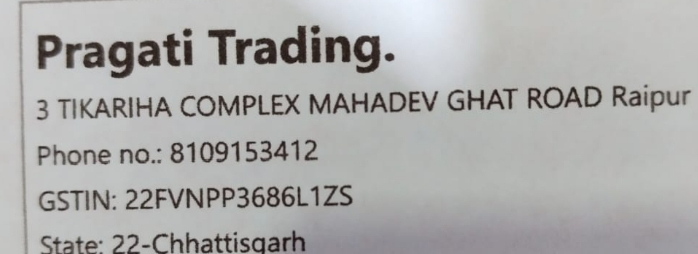 Pragati Trading.
3 TIKARIHA COMPLEX MAHADEV GHAT ROAD Raipur
Phone no.: 8109153412
GSTIN: 22FVNPP3686L1ZS
State: 22-Chhattisgarh